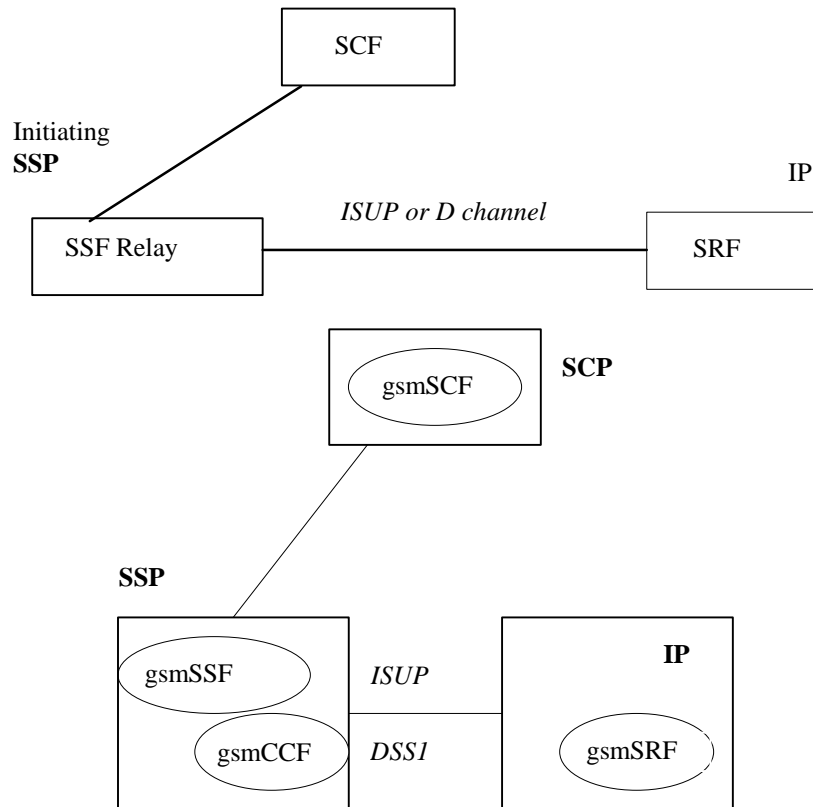 SCF
Initiating
SSP
IP
ISUP or D channel
SSF Relay
SRF
gsmSCF
SCP
SSP
IP
gsmSSF
ISUP
gsmCCF
DSS1
gsmSRF